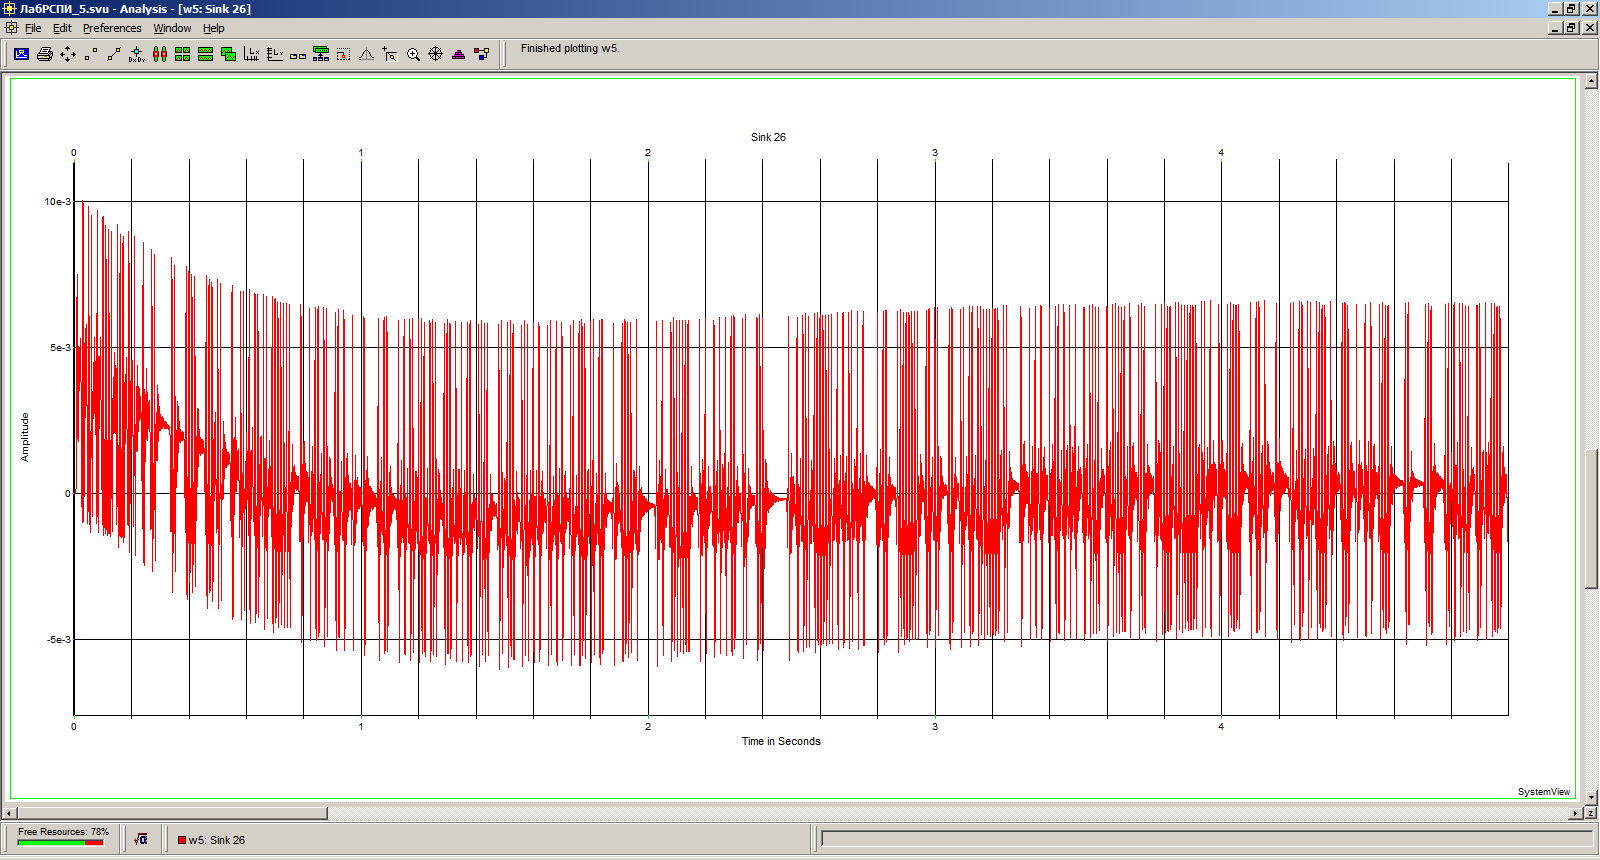 ЛабРСПИ_5.svu - Analysis - [w5: Sink 26]
File Edit Preferences Window Help
Finished plotting w5.
Sink 26
0 1 2 3 4
10e-3
5e-3
0
-5e-3
Amplitude
0 1 2 3 4
Time in Seconds
SystemView
Free Resources: 78%
w5: Sink 26